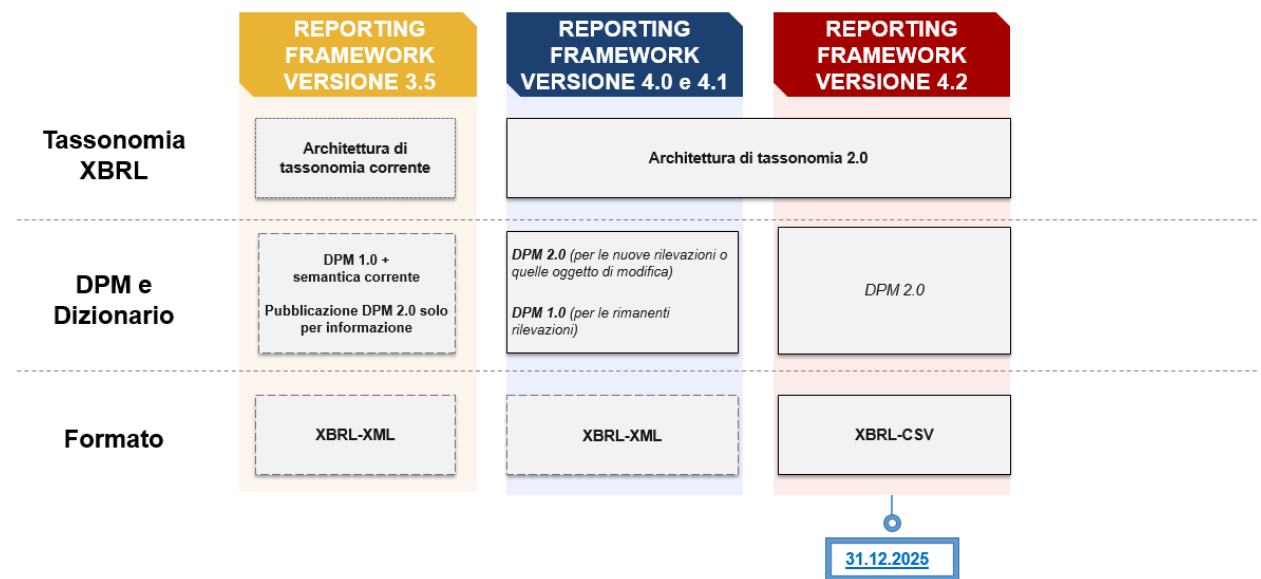 REPORTING
FRAMEWORK
VERSIONE 3.5
REPORTING
FRAMEWORK
VERSIONE 4.0 e 4.1
REPORTING
FRAMEWORK
VERSIONE 4.2
Tassonomia
XBRL
Architettura di
tassonomia corrente
Architettura di tassonomia 2.0
DPM e
Dizionario
DPM 1.0 +
semantica corrente
Pubblicazione DPM 2.0 solo
per informazione
DPM 2.0 (per le nuove rilevazioni o
quelle oggetto di modifica)
DPM 1.0 (per le rimanenti
rilevazioni)
DPM 2.0
Formato
XBRL-XML
XBRL-XML
XBRL-CSV
31.12.2025